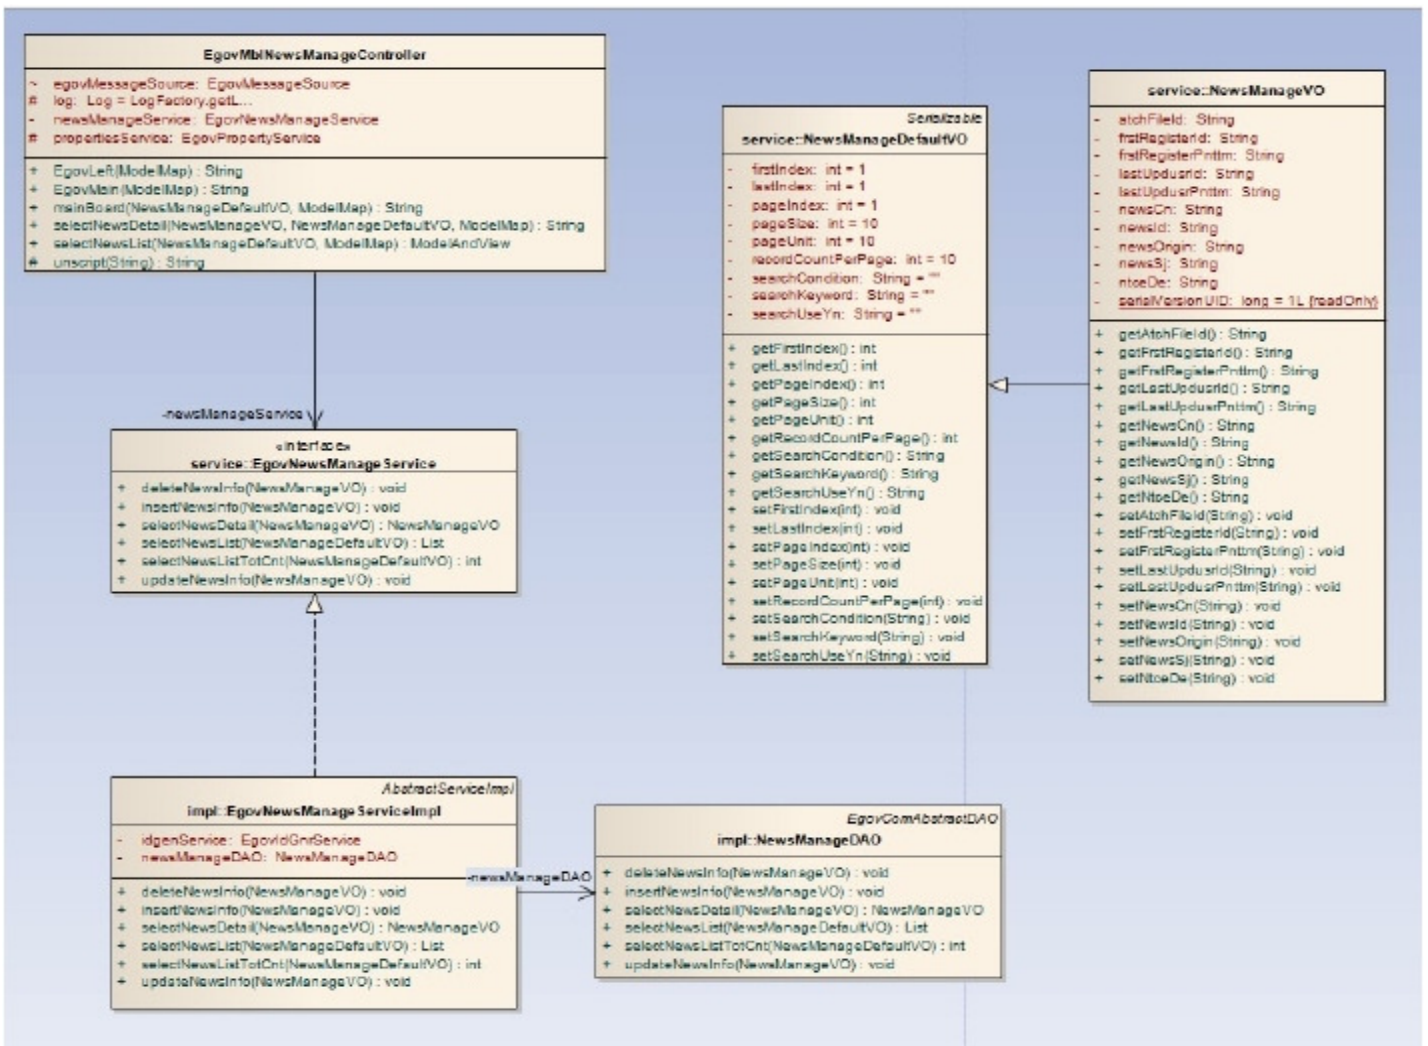 EgovMblNewsManageController
~ egovMessageSource: EgovMessageSource
# log: Log = LogFactory.getL...
- newsManageService: EgovNewsManageService
# propertiesService: EgovPropertyService
+ EgovLeft(ModelMap) : String
+ EgovMain(ModelMap) : String
+ mainBoard(NewsManageDefaultVO, ModelMap) : String
+ selectNewsDetail(NewsManageVO, NewsManageDefaultVO, ModelMap) : String
+ selectNewsList(NewsManageDefaultVO, ModelMap) : ModelAndView
# unscript(String) : String
-newsManageService
«interface»
service::EgovNewsManageService
+ deleteNewsInfo(NewsManageVO) : void
+ insertNewsInfo(NewsManageVO) : void
+ selectNewsDetail(NewsManageVO) : NewsManageVO
+ selectNewsList(NewsManageDefaultVO) : List
+ selectNewsListTotCnt(NewsManageDefaultVO) : int
+ updateNewsInfo(NewsManageVO) : void
AbstractServiceImpl
impl::EgovNewsManageServiceImpl
- idgenService: EgovIdGnrService
- newsManageDAO: NewsManageDAO
+ deleteNewsInfo(NewsManageVO) : void
+ insertNewsInfo(NewsManageVO) : void
+ selectNewsDetail(NewsManageVO) : NewsManageVO
+ selectNewsList(NewsManageDefaultVO) : List
+ selectNewsListTotCnt(NewsManageDefaultVO) : int
+ updateNewsInfo(NewsManageVO) : void
-newsManageDAO
EgovComAbstractDAO
impl::NewsManageDAO
+ deleteNewsInfo(NewsManageVO) : void
+ insertNewsInfo(NewsManageVO) : void
+ selectNewsDetail(NewsManageVO) : NewsManageVO
+ selectNewsList(NewsManageDefaultVO) : List
+ selectNewsListTotCnt(NewsManageDefaultVO) : int
+ updateNewsInfo(NewsManageVO) : void
Serializable
service::NewsManageDefaultVO
- firstIndex: int = 1
- lastIndex: int = 1
- pageIndex: int = 1
- pageSize: int = 10
- pageUnit: int = 10
- recordCountPerPage: int = 10
- searchCondition: String = ""
- searchKeyword: String = ""
- searchUseYn: String = ""
+ getFirstIndex() : int
+ getLastIndex() : int
+ getPageIndex() : int
+ getPageSize() : int
+ getPageUnit() : int
+ getRecordCountPerPage() : int
+ getSearchCondition() : String
+ getSearchKeyword() : String
+ getSearchUseYn() : String
+ setFirstIndex(int) : void
+ setLastIndex(int) : void
+ setPageIndex(int) : void
+ setPageSize(int) : void
+ setPageUnit(int) : void
+ setRecordCountPerPage(int) : void
+ setSearchCondition(String) : void
+ setSearchKeyword(String) : void
+ setSearchUseYn(String) : void
service::NewsManageVO
- atchFileId: String
- frstRegisterId: String
- frstRegisterPnttm: String
- lastUpdusrId: String
- lastUpdusrPnttm: String
- newsCn: String
- newsId: String
- newsOrigin: String
- newsSj: String
- ntceDe: String
- serialVersionUID: long = 1L {readOnly}
+ getAtchFileId() : String
+ getFrstRegisterId() : String
+ getFrstRegisterPnttm() : String
+ getLastUpdusrId() : String
+ getLastUpdusrPnttm() : String
+ getNewsCn() : String
+ getNewsId() : String
+ getNewsOrigin() : String
+ getNewsSj() : String
+ getNtceDe() : String
+ setAtchFileId(String) : void
+ setFrstRegisterId(String) : void
+ setFrstRegisterPnttm(String) : void
+ setLastUpdusrId(String) : void
+ setLastUpdusrPnttm(String) : void
+ setNewsCn(String) : void
+ setNewsId(String) : void
+ setNewsOrigin(String) : void
+ setNewsSj(String) : void
+ setNtceDe(String) : void